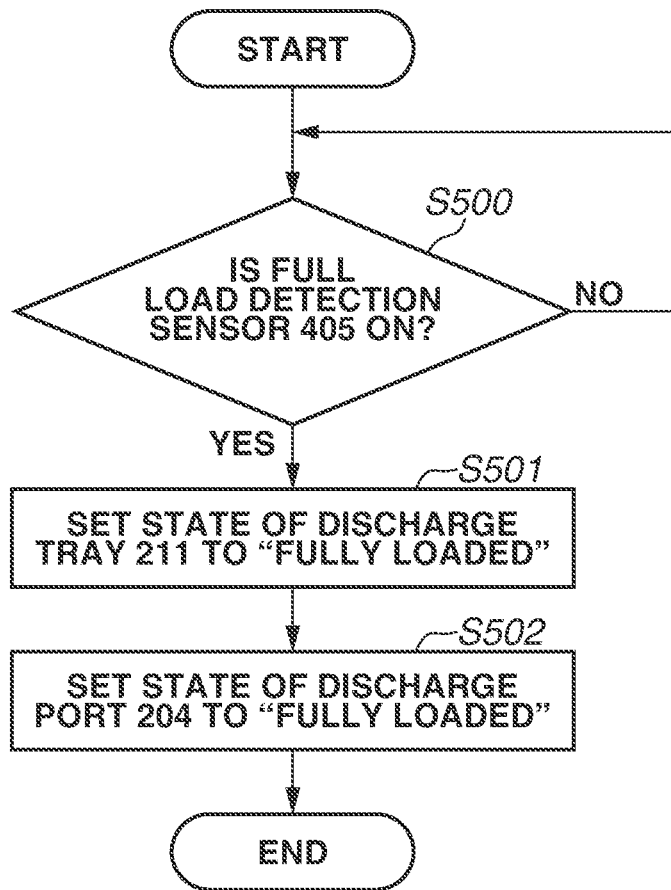 START
S500
IS FULL
LOAD DETECTION
SENSOR 405 ON?
NO
YES
S501
SET STATE OF DISCHARGE
TRAY 211 TO “FULLY LOADED”
S502
SET STATE OF DISCHARGE
PORT 204 TO “FULLY LOADED”
END